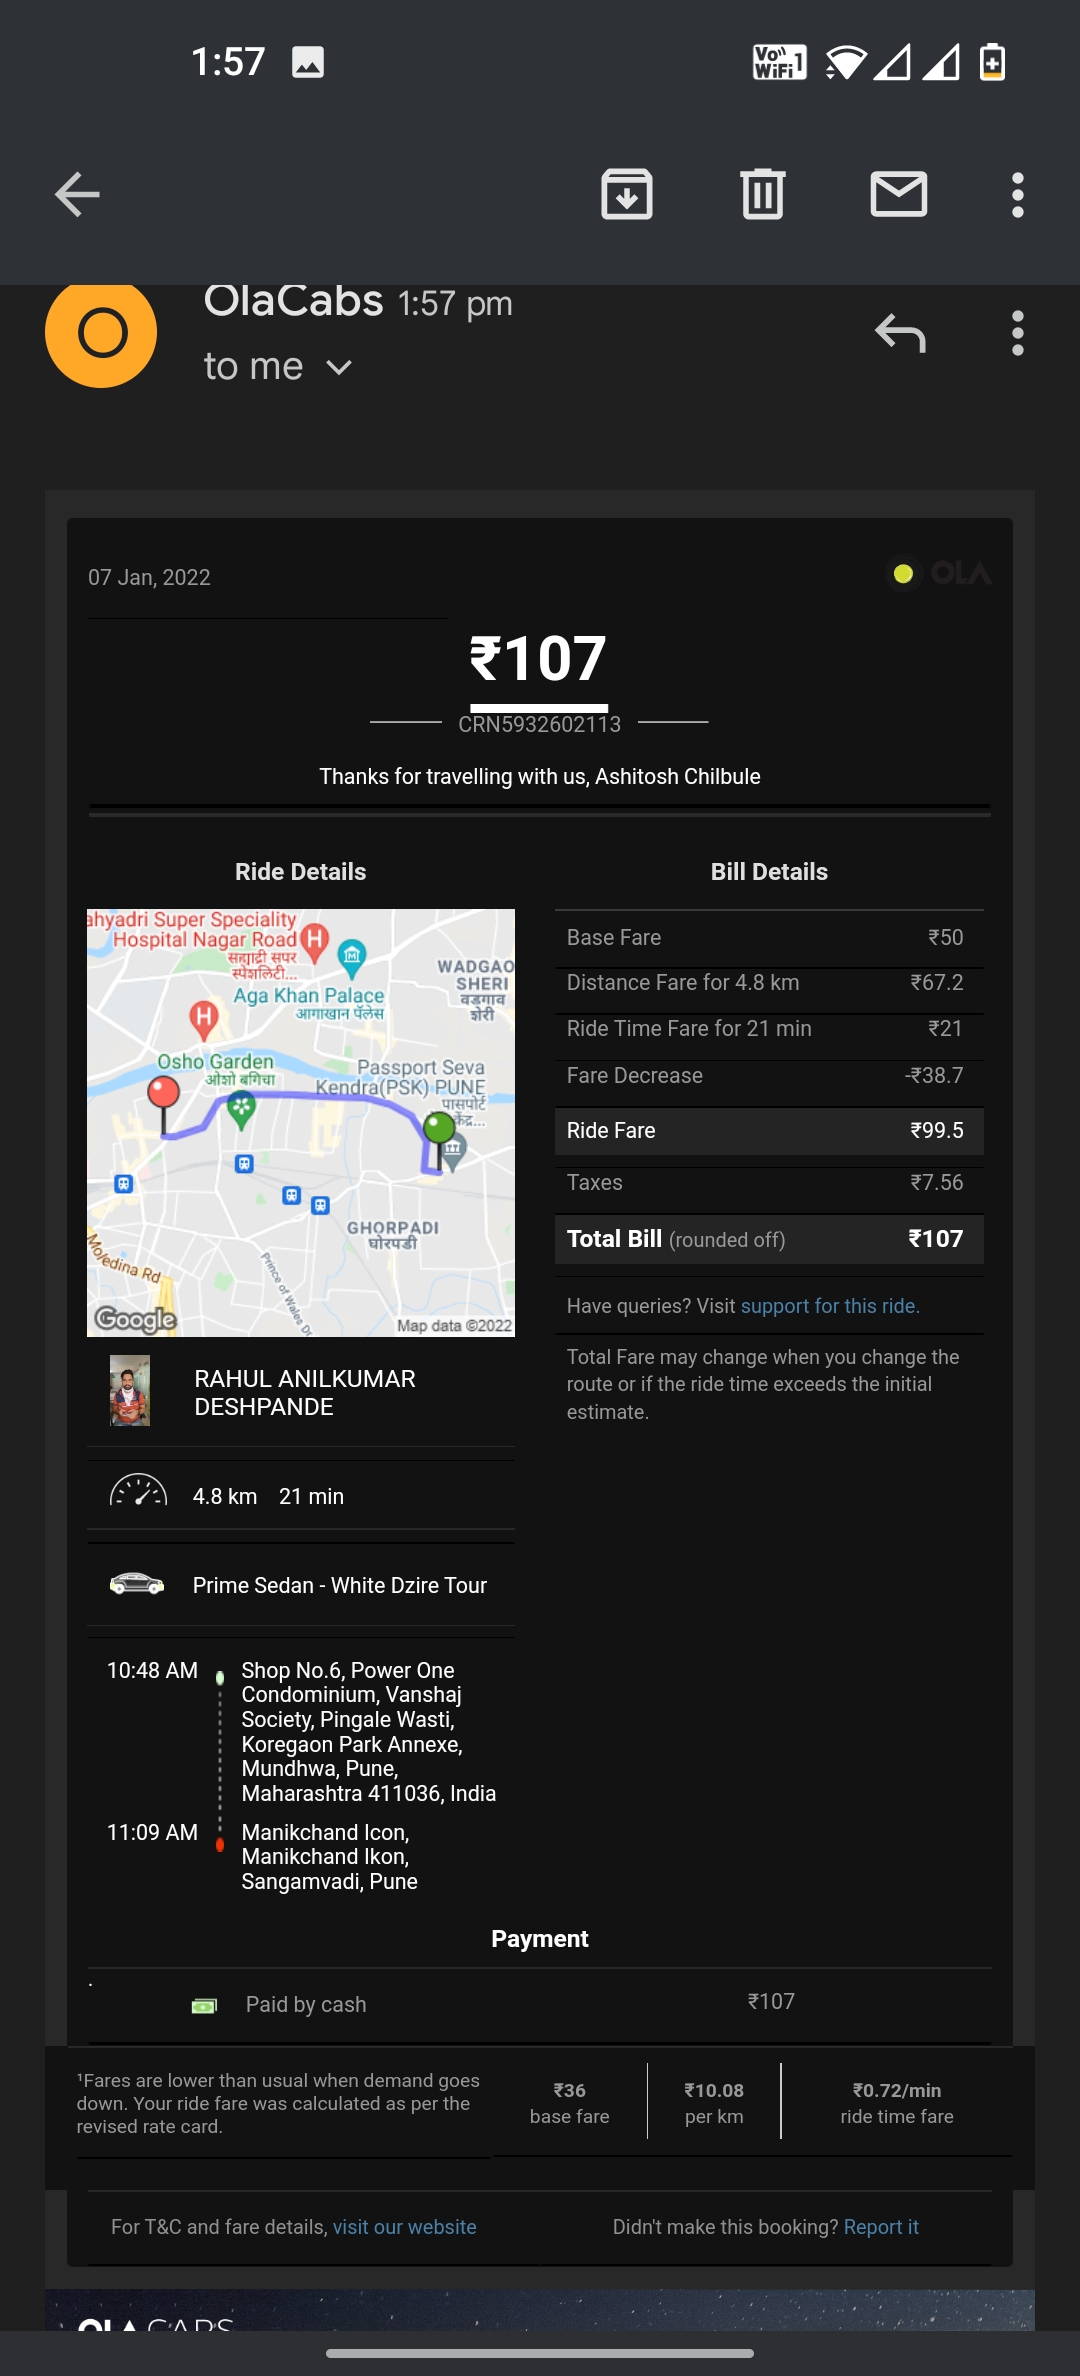 1:57
Vo)) WiFi 1
OlaCabs 1:57 pm
O
to me
07 Jan, 2022
OLA
₹107
CRN5932602113
Thanks for travelling with us, Ashitosh Chilbule
Ride Details
ahyadri Super Speciality
Hospital Nagar Road
सह्याद्री सपर
स्पेशलिटी...
WADGAO
SHERI
वडगाव
शेरी
Aga Khan Palace
आगाखान पॅलेस
Osho Garden
ओशो बगिचा
Passport Seva
Kendra(PSK) PUNE
पासपोर्ट
GHORPADI
घोरपडी
Moledina Rd
Prince of Wales Dr
Google
Map data ©2022
RAHUL ANILKUMAR
DESHPANDE
4.8 km 21 min
Prime Sedan - White Dzire Tour
10:48 AM
Shop No.6, Power One
Condominium, Vanshaj
Society, Pingale Wasti,
Koregaon Park Annexe,
Mundhwa, Pune,
Maharashtra 411036, India
11:09 AM
Manikchand Icon,
Manikchand Ikon,
Sangamvadi, Pune
Bill Details
Base Fare ₹50
Distance Fare for 4.8 km ₹67.2
Ride Time Fare for 21 min ₹21
Fare Decrease -₹38.7
Ride Fare ₹99.5
Taxes ₹7.56
Total Bill (rounded off) ₹107
Have queries? Visit support for this ride.
Total Fare may change when you change the
route or if the ride time exceeds the initial
estimate.
Payment
.
Paid by cash ₹107
¹Fares are lower than usual when demand goes
down. Your ride fare was calculated as per the
revised rate card.
₹36
base fare
₹10.08
per km
₹0.72/min
ride time fare
For T&C and fare details, visit our website
Didn't make this booking? Report it
OLA CABS